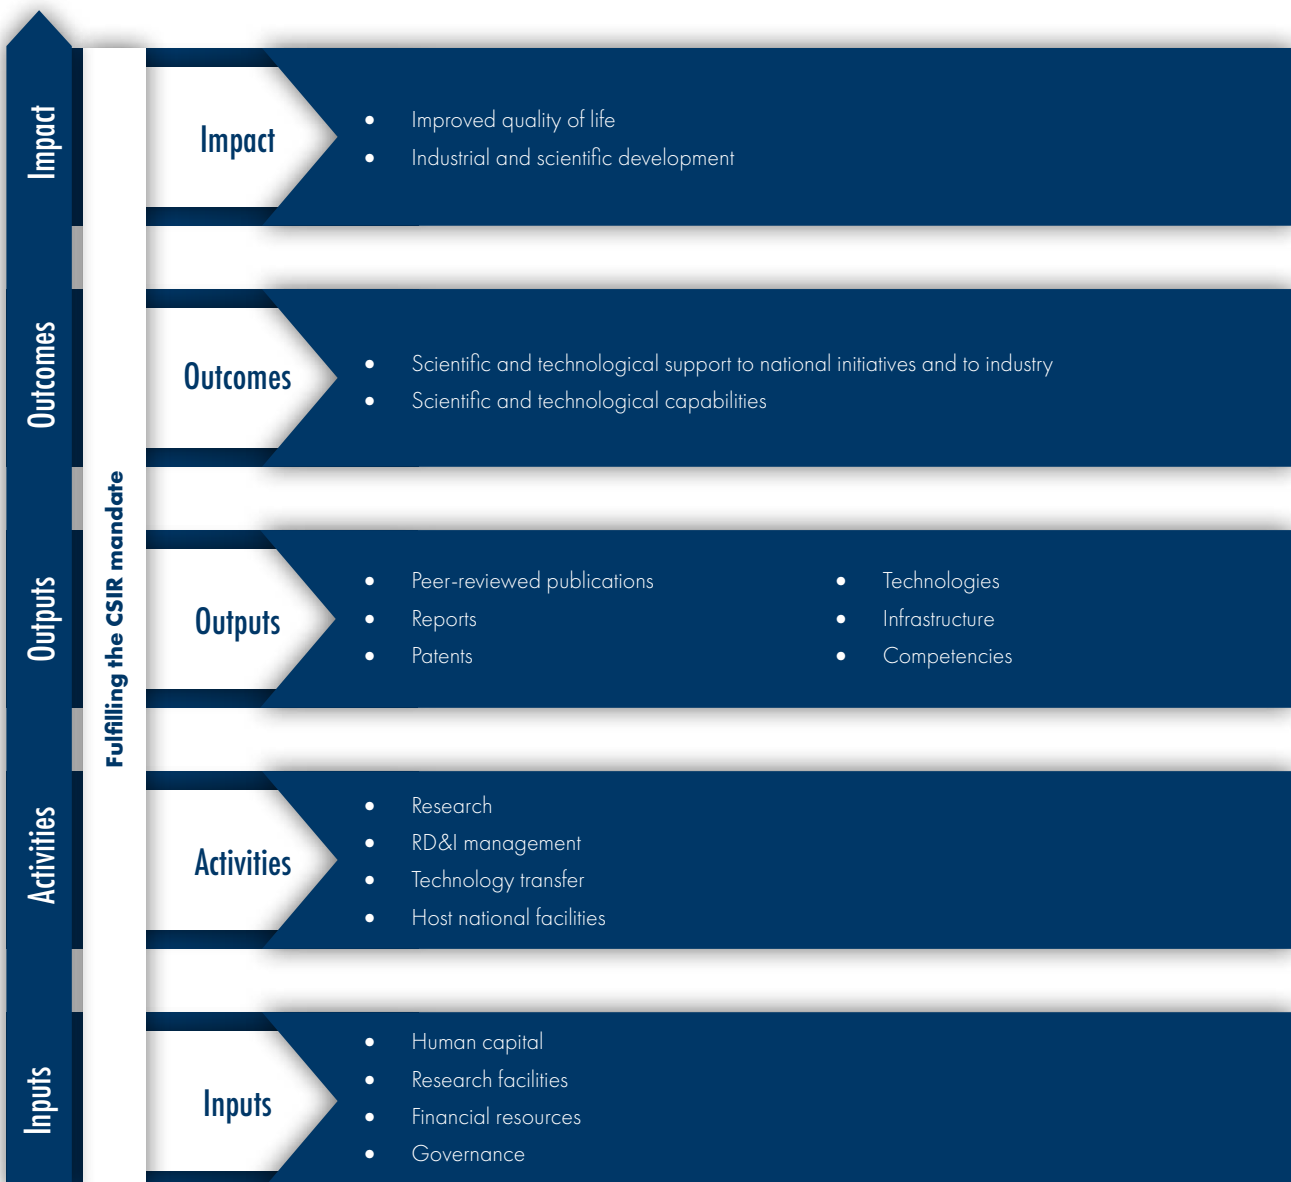 Impact
Outcomes
Outputs
Activities
Inputs
Fulfilling the CSIR mandate
Impact
• Improved quality of life
• Industrial and scientific development
Outcomes
• Scientific and technological support to national initiatives and to industry
• Scientific and technological capabilities
Outputs
• Peer-reviewed publications
• Reports
• Patents
• Technologies
• Infrastructure
• Competencies
Activities
• Research
• RD&I management
• Technology transfer
• Host national facilities
Inputs
• Human capital
• Research facilities
• Financial resources
• Governance